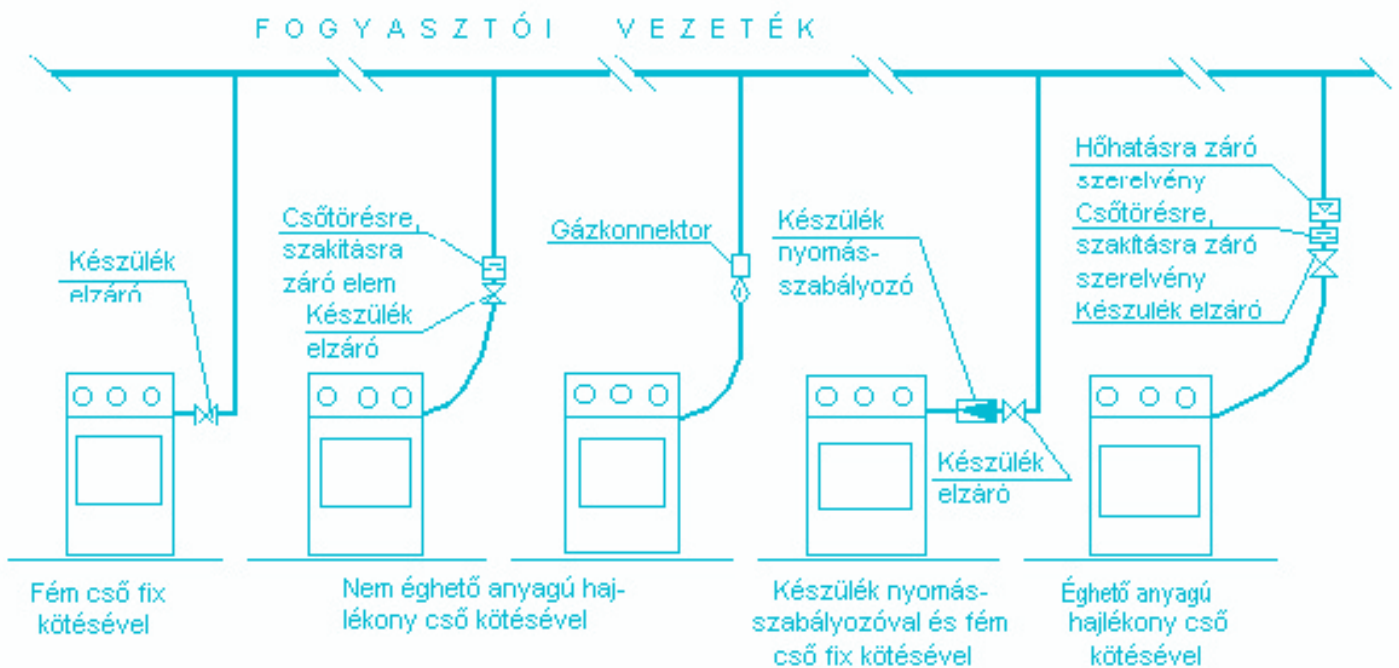 FOGYASZTÓI VEZETÉK
Készülék
elzáró
Csőtörésre,
szakításra
záró elem
Készülék
elzáró
Gázkonnektor
Készülék
nyomás-
szabályozó
Készülék
elzáró
Hőhatásra záró
szerelvény
Csőtörésre,
szakításra záró
szerelvény
Készülék elzáró
Fém cső fix
kötésével
Nem éghető anyagú haj-
lékony cső kötésével
Készülék nyomás-
szabályozóval és fém
cső fix kötésével
Éghető anyagú
hajlékony cső
kötésével